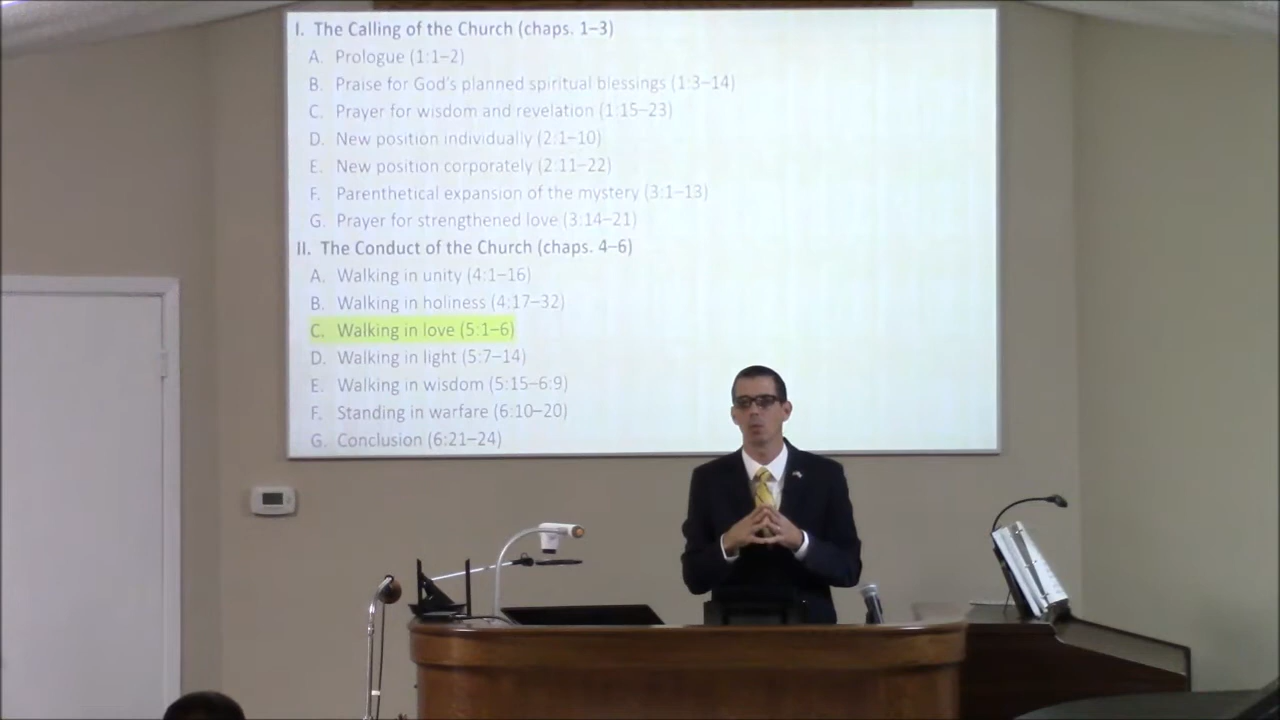 I. The Calling of the Church (chaps. 1–3)
A. Prologue (1:1–2)
B. Praise for God's planned spiritual blessings (1:3–14)
C. Prayer for wisdom and revelation (1:15–23)
D. New position individually (2:1–10)
E. New position corporately (2:11–22)
F. Parenthetical expansion of the mystery (3:1–13)
G. Prayer for strengthened love (3:14–21)
II. The Conduct of the Church (chaps. 4–6)
A. Walking in unity (4:1–16)
B. Walking in holiness (4:17–32)
C. Walking in love (5:1–6)
D. Walking in light (5:7–14)
E. Walking in wisdom (5:15–6:9)
F. Standing in warfare (6:10–20)
G. Conclusion (6:21–24)